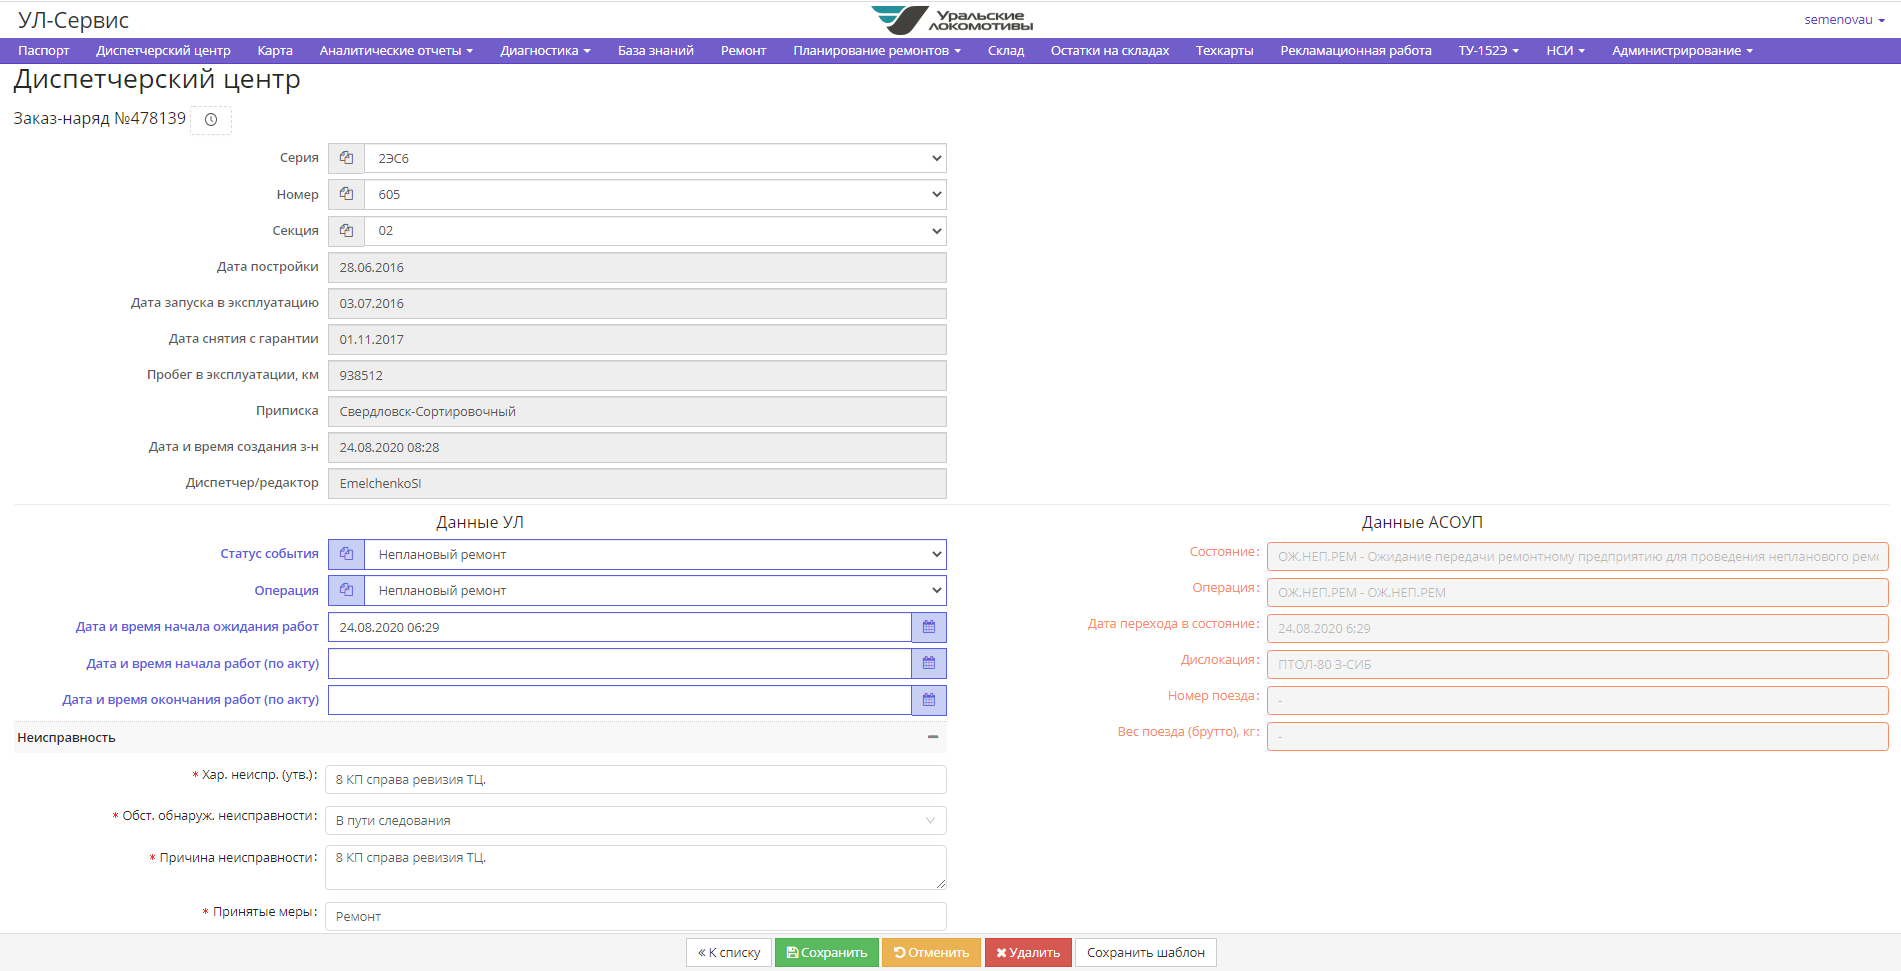 УЛ-Сервис
Уральские
локомотивы
semenovau
Паспорт Диспетчерский центр Карта Аналитические отчеты Диагностика База знаний Ремонт Планирование ремонтов Склад Остатки на складах Техкарты Рекламационная работа ТУ-152Э НСИ Администрирование
Диспетчерский центр
Заказ-наряд №478139
Серия 2ЭС6
Номер 605
Секция 02
Дата постройки 28.06.2016
Дата запуска в эксплуатацию 03.07.2016
Дата снятия с гарантии 01.11.2017
Пробег в эксплуатации, км 938512
Приписка Свердловск-Сортировочный
Дата и время создания з-н 24.08.2020 08:28
Диспетчер/редактор EmelchenkoSI
Данные УЛ
Статус события Неплановый ремонт
Операция Неплановый ремонт
Дата и время начала ожидания работ 24.08.2020 06:29
Дата и время начала работ (по акту)
Дата и время окончания работ (по акту)
Данные АСОУП
Состояние: ОЖ.НЕП.РЕМ - Ожидание передачи ремонтному предприятию для проведения непланового ремо
Операция: ОЖ.НЕП.РЕМ - ОЖ.НЕП.РЕМ
Дата перехода в состояние: 24.08.2020 6:29
Дислокация: ПТОЛ-80 З-СИБ
Номер поезда: -
Вес поезда (брутто), кг: -
Неисправность
* Хар. неиспр. (утв.): 8 КП справа ревизия ТЦ.
* Обст. обнаруж. неисправности: В пути следования
* Причина неисправности: 8 КП справа ревизия ТЦ.
* Принятые меры: Ремонт
« К списку Сохранить Отменить Удалить Сохранить шаблон